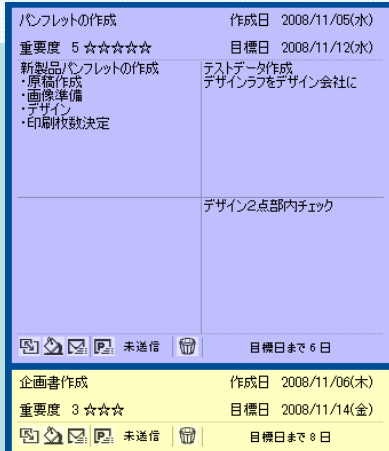 パンフレットの作成 作成日 2008/11/05(水)
重要度 5 ☆☆☆☆☆ 目標日 2008/11/12(水)
新製品パンフレットの作成
・原稿作成
・画像準備
・デザイン
・印刷枚数決定
テストデータ作成
デザインラフをデザイン会社に
デザイン2点部内チェック
P 未送信 目標日まで 6 日
企画書作成 作成日 2008/11/06(木)
重要度 3 ☆☆☆ 目標日 2008/11/14(金)
P 未送信 目標日まで 8 日